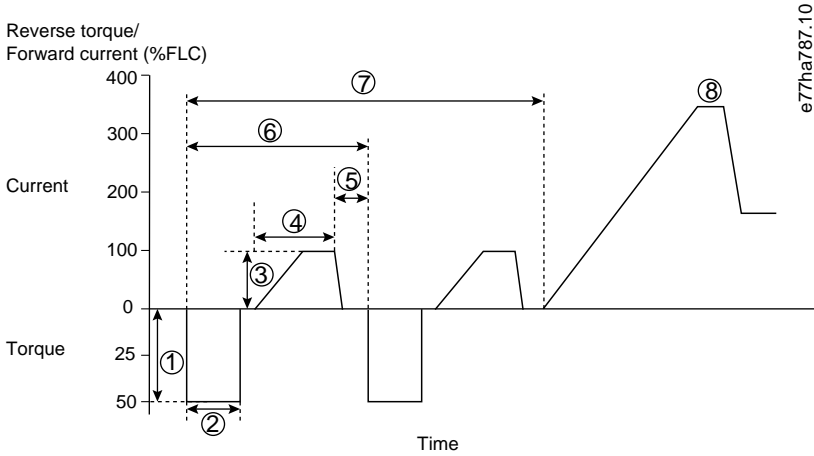 Reverse torque/
Forward current (%FLC)
e77ha787.10
400
7
8
300
6
Current
5
200
4
100
3
0
Torque
25
1
50
2
Time